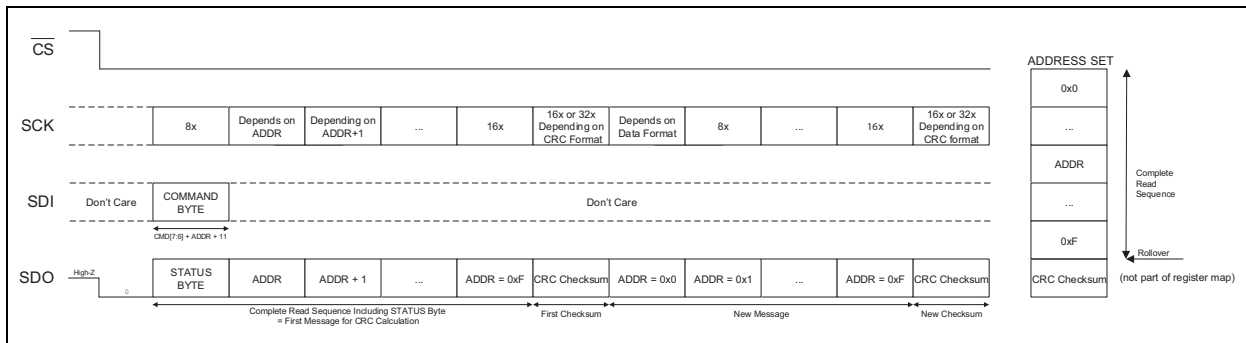 CS
ADDRESS SET
0x0
SCK
8x
Depends on
ADDR
Depending on
ADDR+1
...
16x
16x or 32x
Depending on
CRC Format
Depends on
Data Format
8x
...
16x
16x or 32x
Depending on
CRC format
...
ADDR
Complete
Read
Sequence
SDI
Don't Care
COMMAND
BYTE
Don't Care
...
CMD[7:6] + ADDR + 11
0xF
High-Z
Rollover
SDO
0
STATUS
BYTE
ADDR
ADDR + 1
...
ADDR = 0xF
CRC Checksum
ADDR = 0x0
ADDR = 0x1
...
ADDR = 0xF
CRC Checksum
CRC Checksum
(not part of register map)
Complete Read Sequence Including STATUS Byte
= First Message for CRC Calculation
First Checksum
New Message
New Checksum